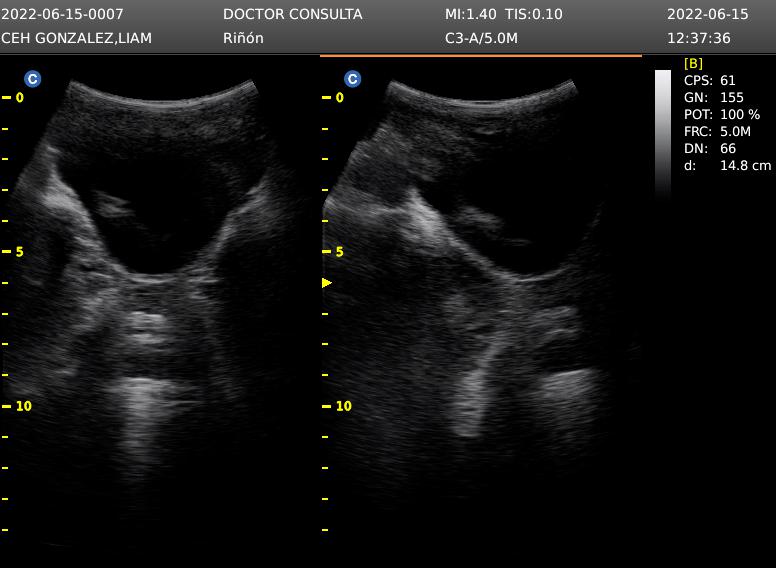 2022-06-15-0007 DOCTOR CONSULTA MI:1.40 TIS:0.10 2022-06-15
CEH GONZALEZ,LIAM Riñón C3-A/5.0M 12:37:36
[B]
CPS: 61
GN: 155
POT: 100 %
FRC: 5.0M
DN: 66
d: 14.8 cm
C C
0 0
5 5
10 10